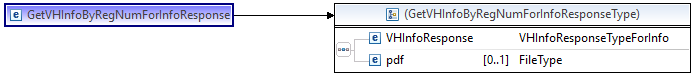 e GetVHInfoByRegNumForInfoResponse
(GetVHInfoByRegNumForInfoResponseType)
e VHInfoResponse VHInfoResponseTypeForInfo
e pdf [0..1] FileType